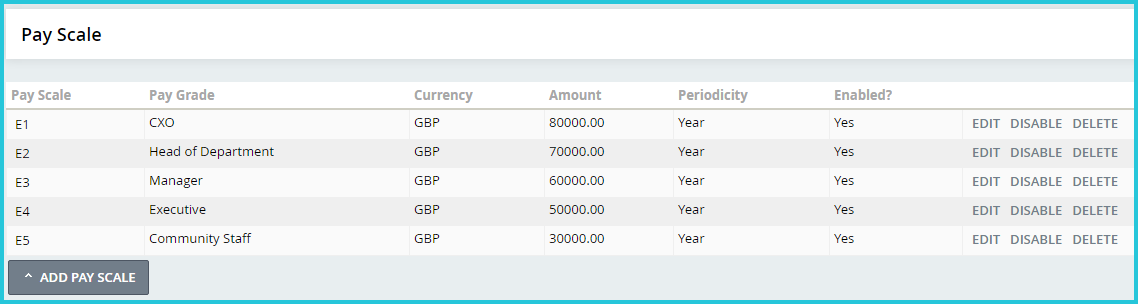 Pay Scale
Pay Scale Pay Grade Currency Amount Periodicity Enabled?
E1 CXO GBP 80000.00 Year Yes EDIT DISABLE DELETE
E2 Head of Department GBP 70000.00 Year Yes EDIT DISABLE DELETE
E3 Manager GBP 60000.00 Year Yes EDIT DISABLE DELETE
E4 Executive GBP 50000.00 Year Yes EDIT DISABLE DELETE
E5 Community Staff GBP 30000.00 Year Yes EDIT DISABLE DELETE
ADD PAY SCALE